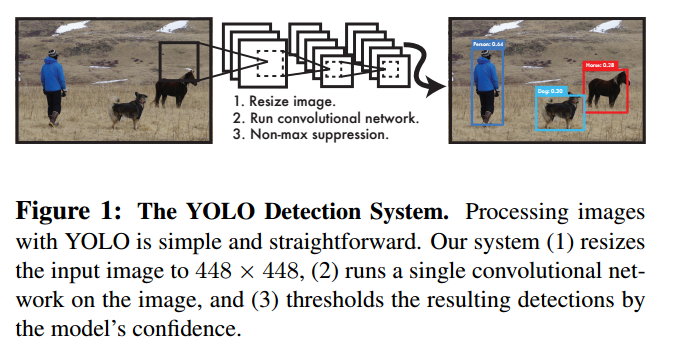 Person: 0.64
Horse: 0.28
Dog: 0.30
1. Resize image.
2. Run convolutional network.
3. Non-max suppression.
Figure 1: The YOLO Detection System. Processing images
with YOLO is simple and straightforward. Our system (1) resizes
the input image to 448 × 448, (2) runs a single convolutional net-
work on the image, and (3) thresholds the resulting detections by
the model's confidence.